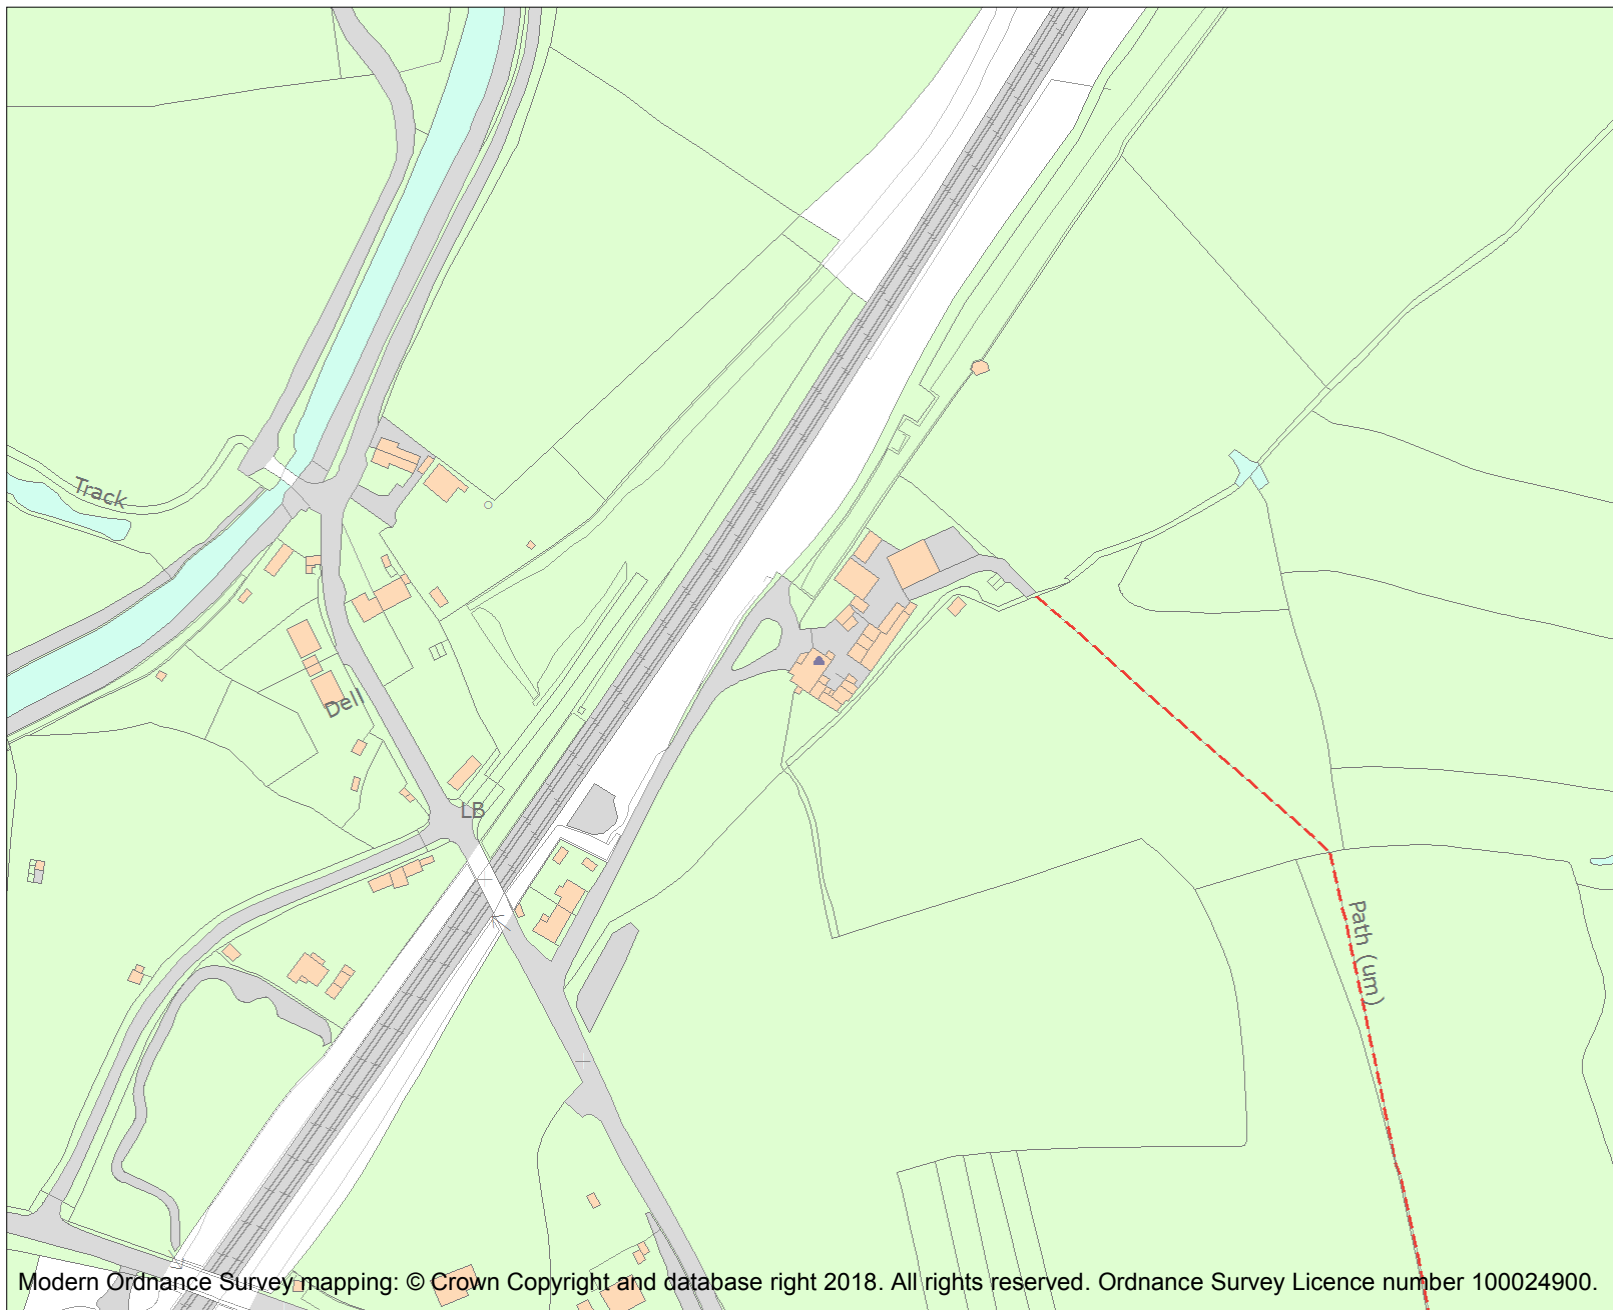 Track
Dell
LB
Path (um)
Modern Ordnance Survey mapping: © Crown Copyright and database right 2018. All rights reserved. Ordnance Survey Licence number 100024900.